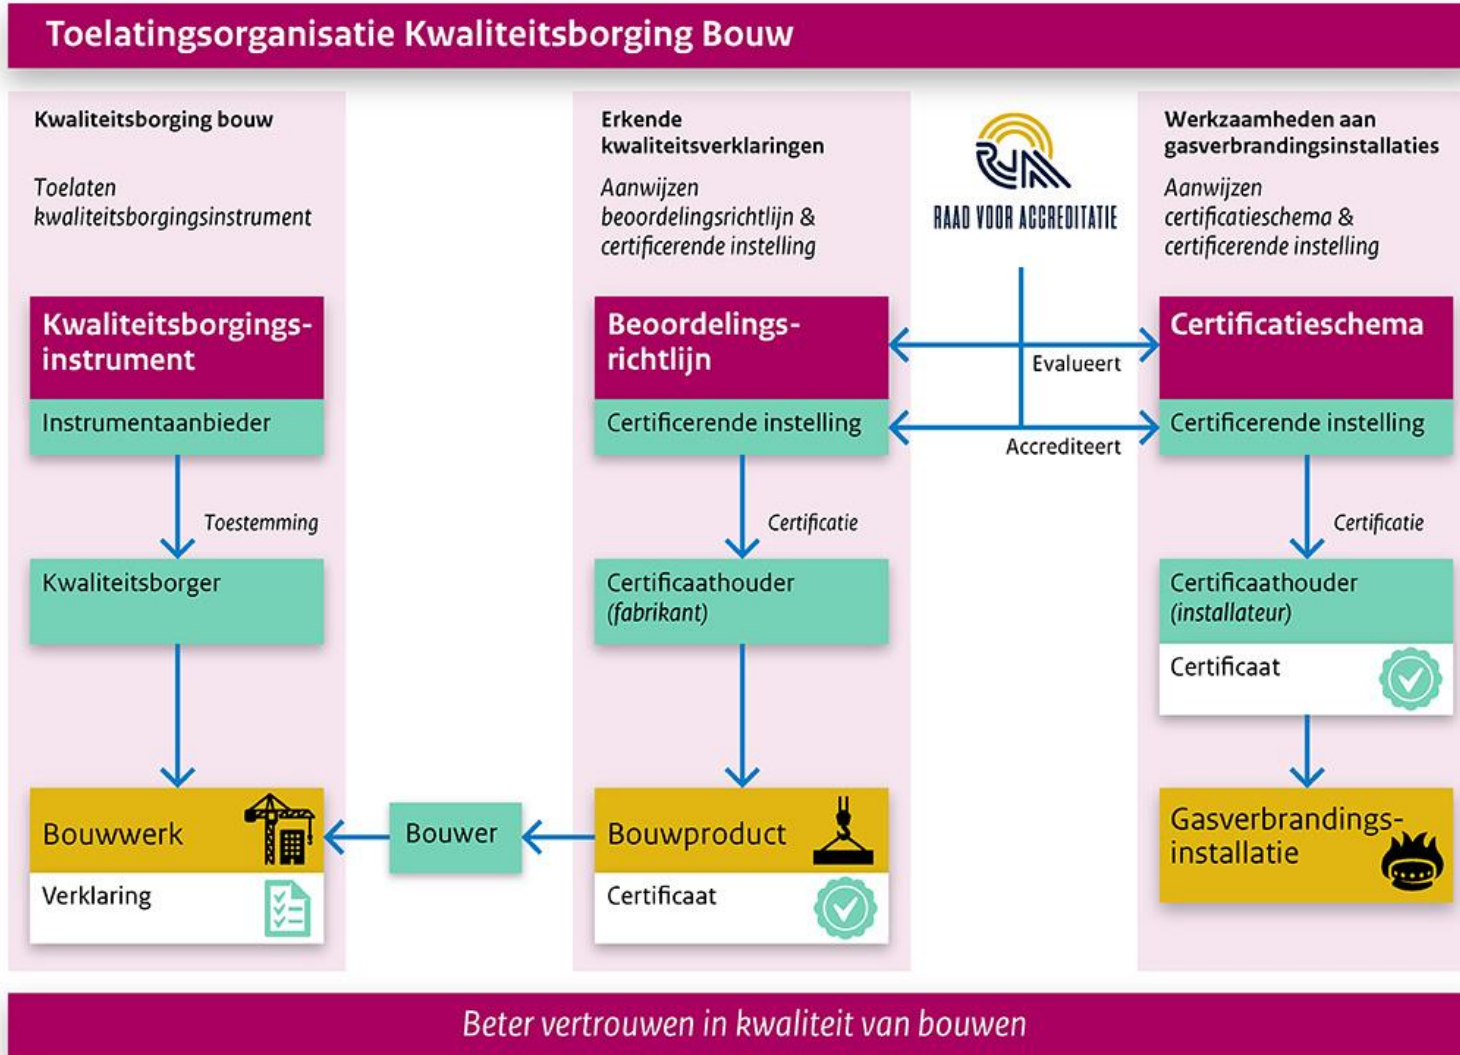 Toelatingsorganisatie Kwaliteitsborging Bouw
Kwaliteitsborging bouw
Toelaten
kwaliteitsborgingsinstrument
Kwaliteitsborgings-
instrument
Instrumentaanbieder
Toestemming
Kwaliteitsborger
Bouwwerk
Verklaring
Bouwer
Erkende
kwaliteitsverklaringen
Aanwijzen
beoordelingsrichtlijn &
certificerende instelling
Beoordelings-
richtlijn
Certificerende instelling
Certificatie
Certificaathouder
(fabrikant)
Bouwproduct
Certificaat
RAAD VOOR ACCREDITATIE
Evalueert
Accrediteert
Werkzaamheden aan
gasverbrandingsinstallaties
Aanwijzen
certificatieschema &
certificerende instelling
Certificatieschema
Certificerende instelling
Certificatie
Certificaathouder
(installateur)
Certificaat
Gasverbrandings-
installatie
Beter vertrouwen in kwaliteit van bouwen